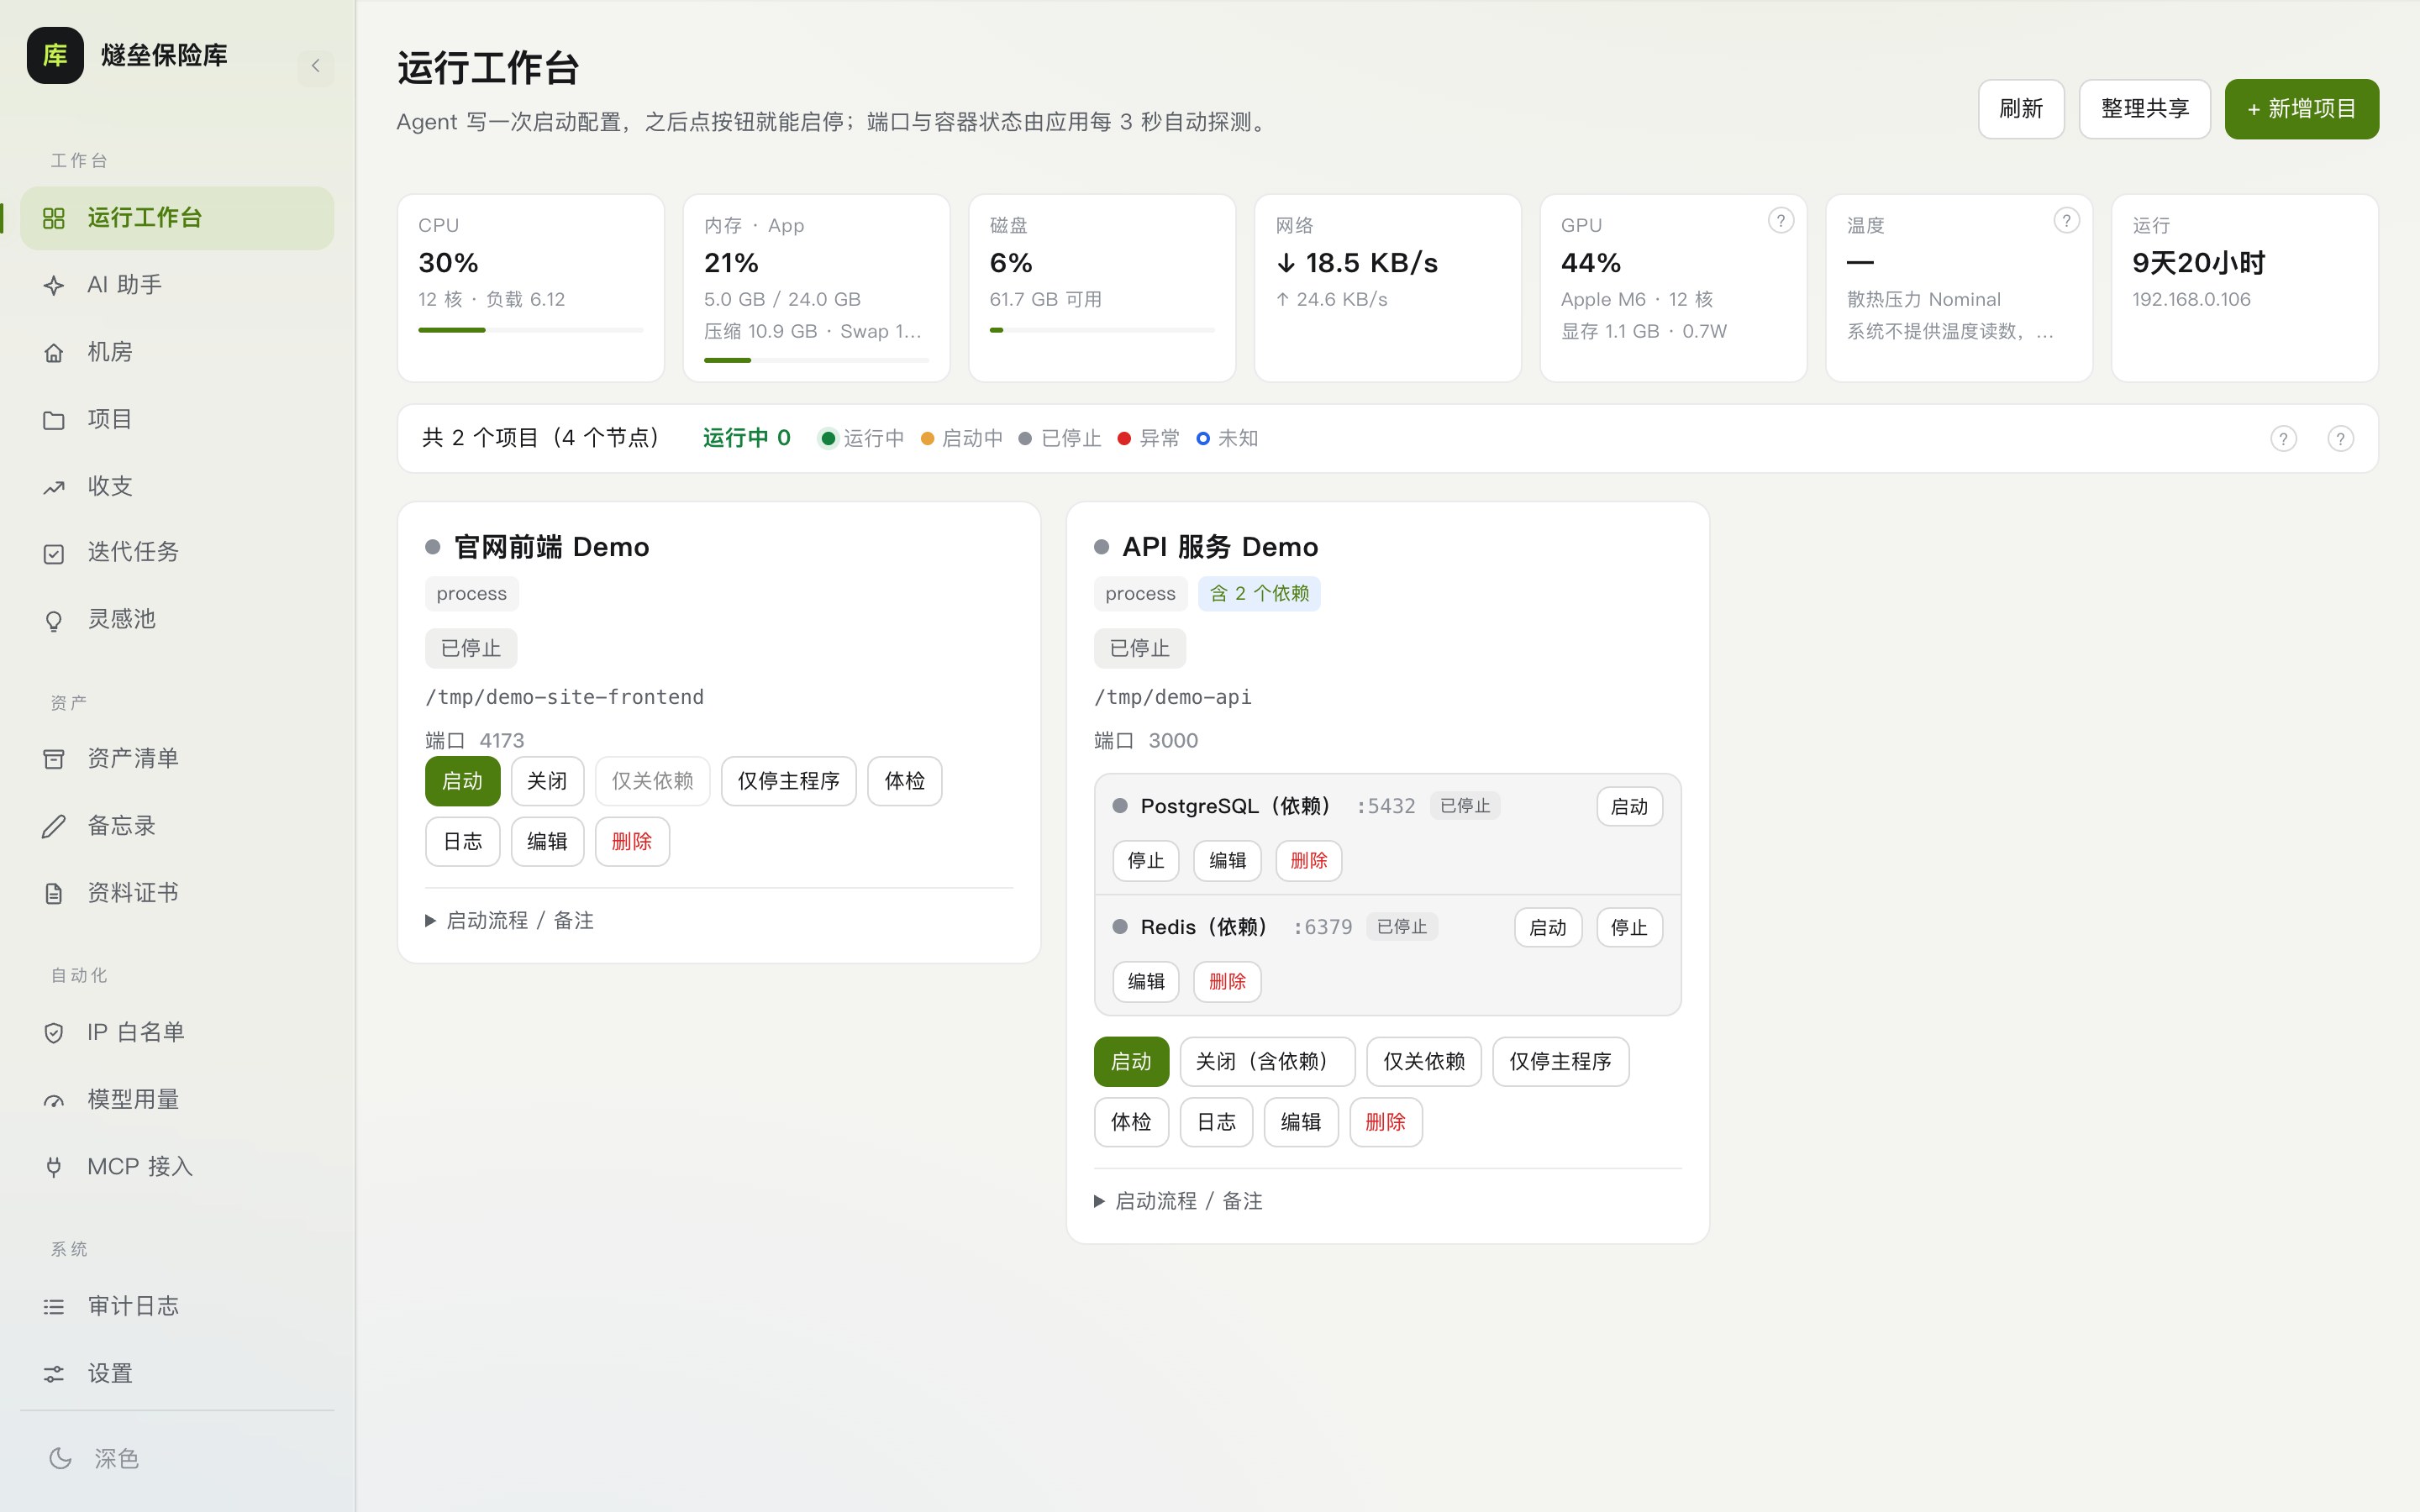 库 燧垒保险库
工作台
运行工作台
AI 助手
机房
项目
收支
迭代任务
灵感池
资产
资产清单
备忘录
资料证书
自动化
IP 白名单
模型用量
MCP 接入
系统
审计日志
设置
深色
运行工作台
Agent 写一次启动配置，之后点按钮就能启停；端口与容器状态由应用每 3 秒自动探测。
刷新 整理共享 + 新增项目
CPU
30%
12 核 · 负载 6.12
内存 · App
21%
5.0 GB / 24.0 GB
压缩 10.9 GB · Swap 1...
磁盘
6%
61.7 GB 可用
网络
↓ 18.5 KB/s
↑ 24.6 KB/s
GPU ?
44%
Apple M6 · 12 核
显存 1.1 GB · 0.7W
温度 ?
—
散热压力 Nominal
系统不提供温度读数，...
运行
9天20小时
192.168.0.106
共 2 个项目（4 个节点） 运行中 0 运行中 启动中 已停止 异常 未知 ? ?
官网前端 Demo
process
已停止
/tmp/demo-site-frontend
端口 4173
启动 关闭 仅关依赖 仅停主程序 体检
日志 编辑 删除
▶ 启动流程 / 备注
API 服务 Demo
process 含 2 个依赖
已停止
/tmp/demo-api
端口 3000
PostgreSQL（依赖） :5432 已停止 启动
停止 编辑 删除
Redis（依赖） :6379 已停止 启动 停止
编辑 删除
启动 关闭（含依赖） 仅关依赖 仅停主程序
体检 日志 编辑 删除
▶ 启动流程 / 备注